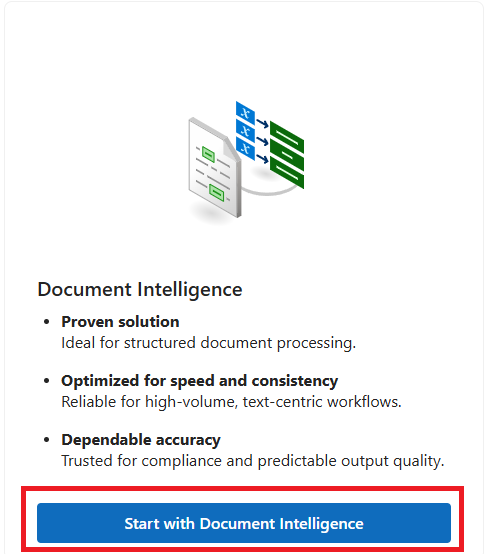 x
x
x
Document Intelligence
• Proven solution
Ideal for structured document processing.
• Optimized for speed and consistency
Reliable for high-volume, text-centric workflows.
• Dependable accuracy
Trusted for compliance and predictable output quality.
Start with Document Intelligence